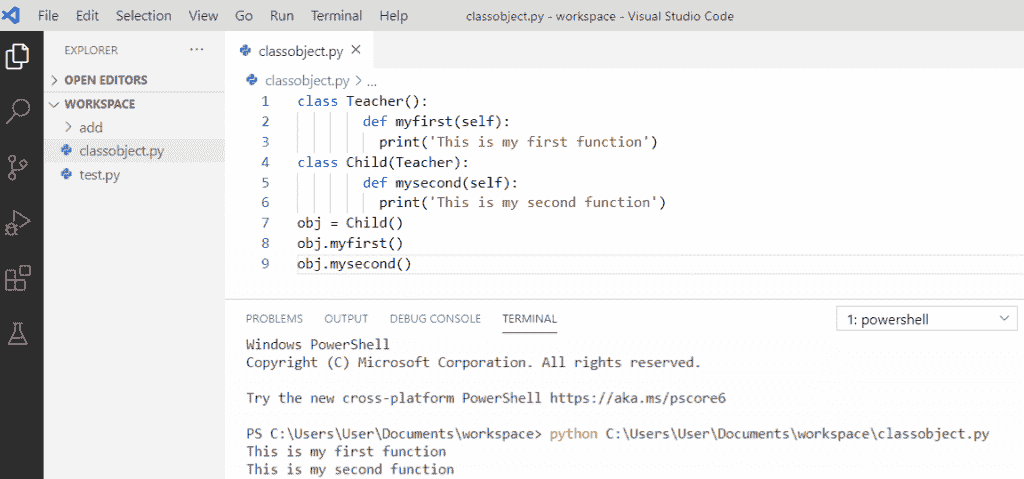 File Edit Selection View Go Run Terminal Help classobject.py - workspace - Visual Studio Code
EXPLORER ...
OPEN EDITORS
WORKSPACE
add
classobject.py
test.py
classobject.py
classobject.py > ...
1 class Teacher():
2 def myfirst(self):
3 print('This is my first function')
4 class Child(Teacher):
5 def mysecond(self):
6 print('This is my second function')
7 obj = Child()
8 obj.myfirst()
9 obj.mysecond()
PROBLEMS OUTPUT DEBUG CONSOLE TERMINAL 1: powershell
Windows PowerShell
Copyright (C) Microsoft Corporation. All rights reserved.
Try the new cross-platform PowerShell https://aka.ms/pscore6
PS C:\Users\User\Documents\workspace> python C:\Users\User\Documents\workspace\classobject.py
This is my first function
This is my second function